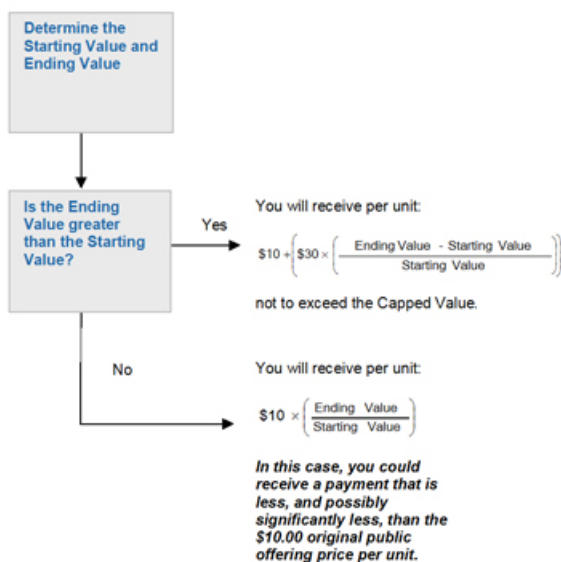 Determine the
Starting Value and
Ending Value
Is the Ending
Value greater
than the Starting
Value?
Yes
You will receive per unit:
$10 + ( $30 × ( Ending Value - Starting Value
Starting Value ) )
not to exceed the Capped Value.
No
You will receive per unit:
$10 × ( Ending Value
Starting Value )
In this case, you could
receive a payment that is
less, and possibly
significantly less, than the
$10.00 original public
offering price per unit.